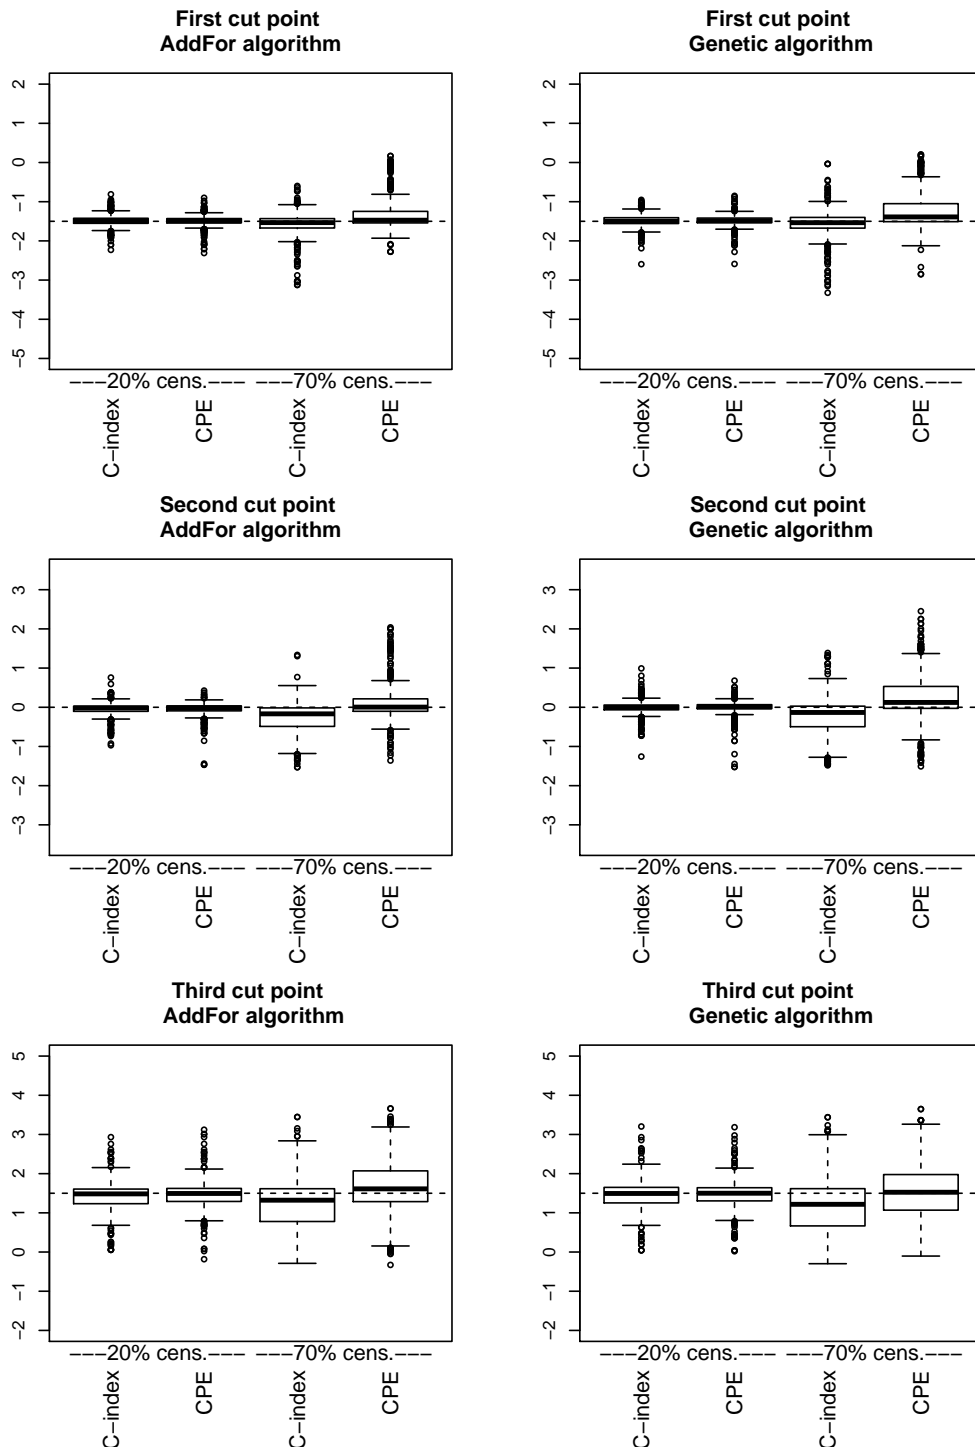 First cut point
AddFor algorithm
2
1
0
−1
−2
−3
−4
−5
−−−20% cens.−−− −−−70% cens.−−−
C−index
CPE
C−index
CPE
First cut point
Genetic algorithm
2
1
0
−1
−2
−3
−4
−5
−−−20% cens.−−− −−−70% cens.−−−
C−index
CPE
C−index
CPE
Second cut point
AddFor algorithm
3
2
1
0
−1
−2
−3
−−−20% cens.−−− −−−70% cens.−−−
C−index
CPE
C−index
CPE
Second cut point
Genetic algorithm
3
2
1
0
−1
−2
−3
−−−20% cens.−−− −−−70% cens.−−−
C−index
CPE
C−index
CPE
Third cut point
AddFor algorithm
5
4
3
2
1
0
−1
−2
−−−20% cens.−−− −−−70% cens.−−−
C−index
CPE
C−index
CPE
Third cut point
Genetic algorithm
5
4
3
2
1
0
−1
−2
−−−20% cens.−−− −−−70% cens.−−−
C−index
CPE
C−index
CPE